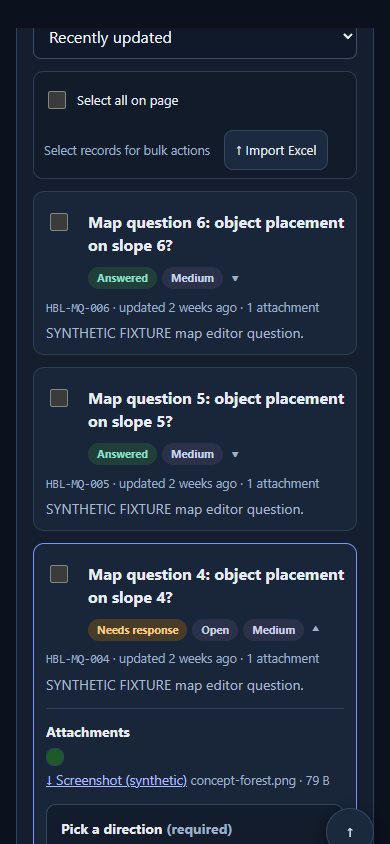 Recently updated
Select all on page
Select records for bulk actions
↑ Import Excel
Map question 6: object placement
on slope 6?
Answered Medium ▼
HBL-MQ-006 · updated 2 weeks ago · 1 attachment
SYNTHETIC FIXTURE map editor question.
Map question 5: object placement
on slope 5?
Answered Medium ▼
HBL-MQ-005 · updated 2 weeks ago · 1 attachment
SYNTHETIC FIXTURE map editor question.
Map question 4: object placement
on slope 4?
Needs response Open Medium ▲
HBL-MQ-004 · updated 2 weeks ago · 1 attachment
SYNTHETIC FIXTURE map editor question.
Attachments
↓ Screenshot (synthetic) concept-forest.png · 79 B
Pick a direction (required)
↑